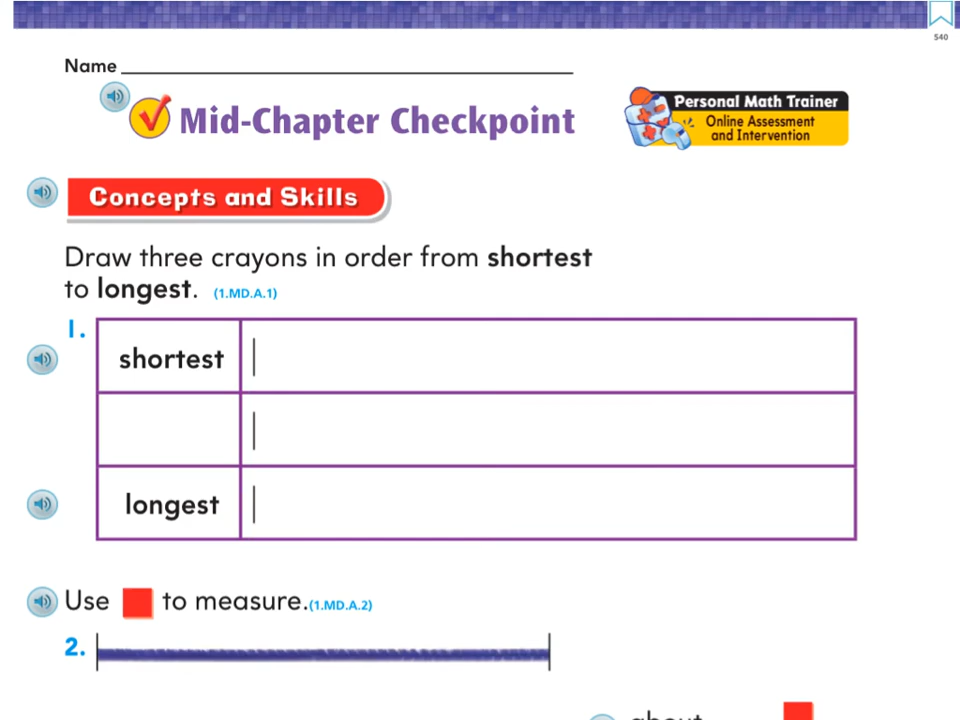 540
Name
Mid-Chapter Checkpoint
Personal Math Trainer
Online Assessment
and Intervention
Concepts and Skills
Draw three crayons in order from shortest
to longest. (1.MD.A.1)
1.
shortest
longest
Use to measure. (1.MD.A.2)
2.
about